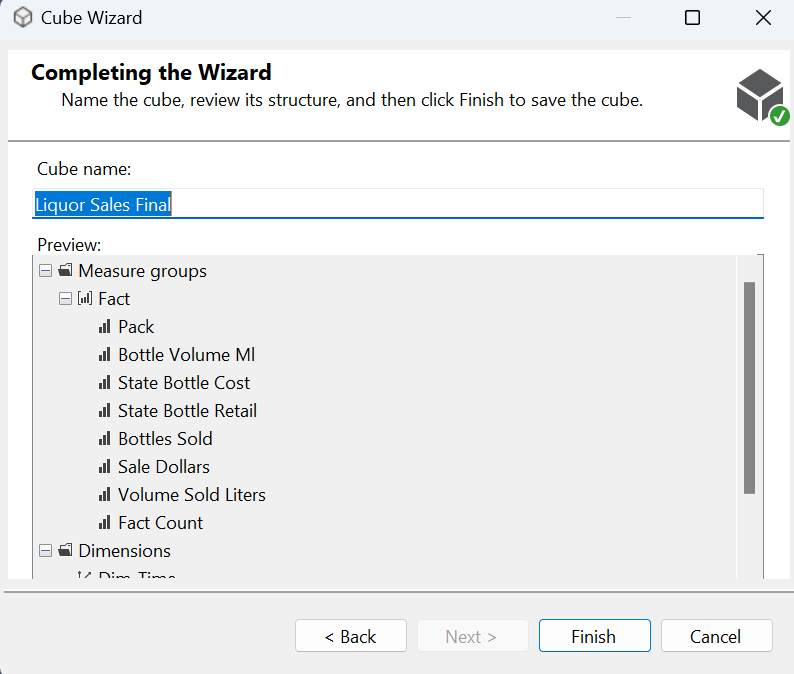 Cube Wizard
Completing the Wizard
Name the cube, review its structure, and then click Finish to save the cube.
Cube name:
Liquor Sales Final
Preview:
Measure groups
Fact
Pack
Bottle Volume Ml
State Bottle Cost
State Bottle Retail
Bottles Sold
Sale Dollars
Volume Sold Liters
Fact Count
Dimensions
Dim Time
< Back
Next >
Finish
Cancel